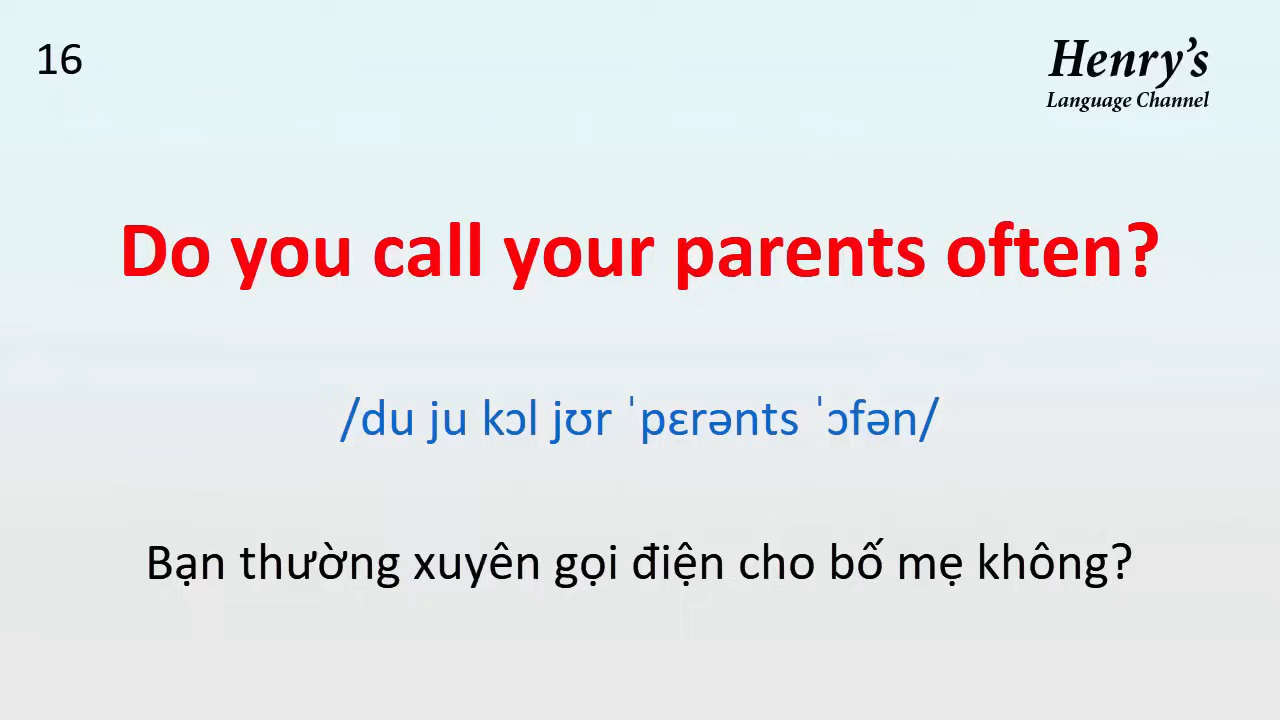 16
Henry's
Language Channel
Do you call your parents often?
/du ju kɔl jʊr ˈpɛrənts ˈɔfən/
Bạn thường xuyên gọi điện cho bố mẹ không?